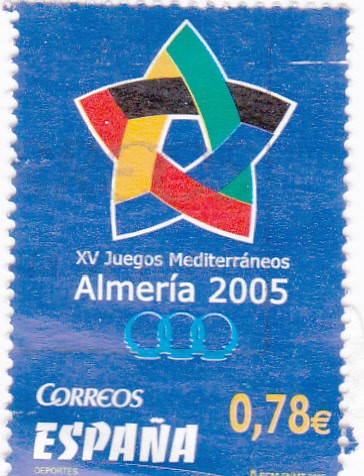 XV Juegos Mediterráneos
Almería 2005
CORREOS
0,78€
ESPAÑA
DEPORTES